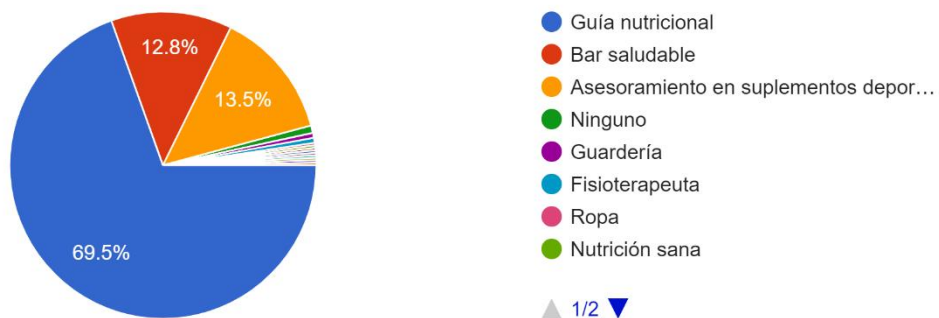 12.8%
13.5%
69.5%
Guía nutricional
Bar saludable
Asesoramiento en suplementos depor…
Ninguno
Guardería
Fisioterapeuta
Ropa
Nutrición sana
1/2